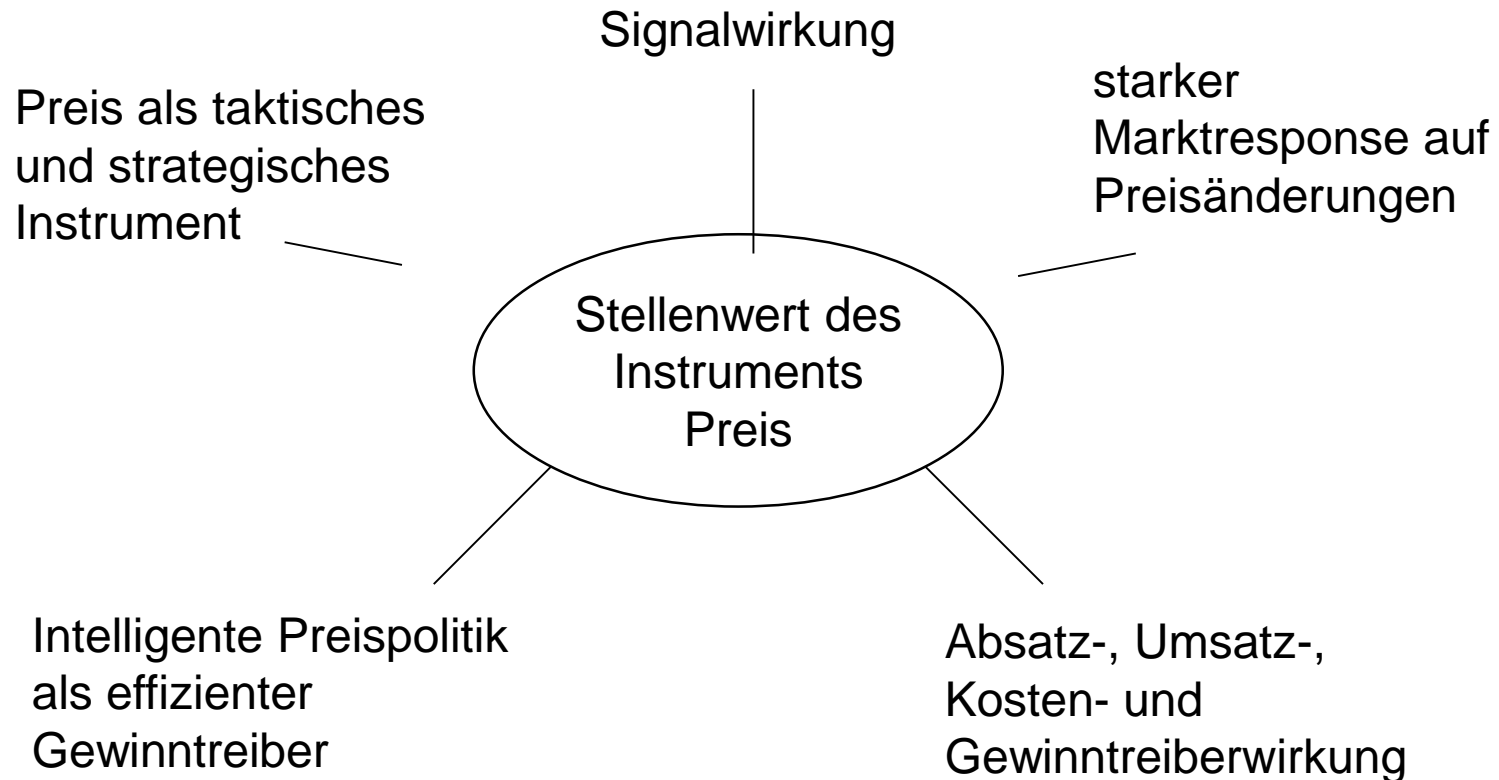 Signalwirkung
Preis als taktisches
und strategisches
Instrument
starker
Marktresponse auf
Preisänderungen
Stellenwert des
Instruments
Preis
Intelligente Preispolitik
als effizienter
Gewinntreiber
Absatz-, Umsatz-,
Kosten- und
Gewinntreiberwirkung